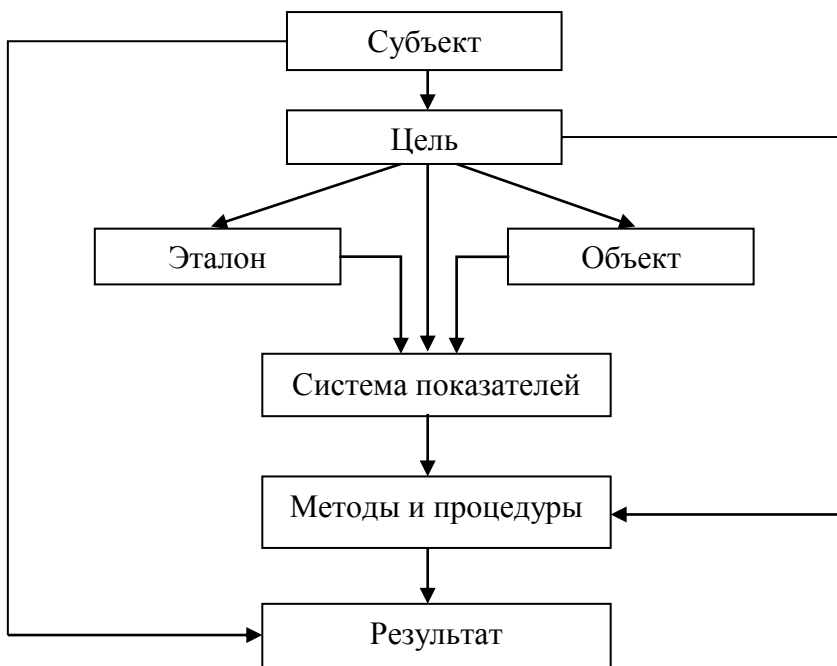 Субъект
Цель
Эталон
Объект
Система показателей
Методы и процедуры
Результат